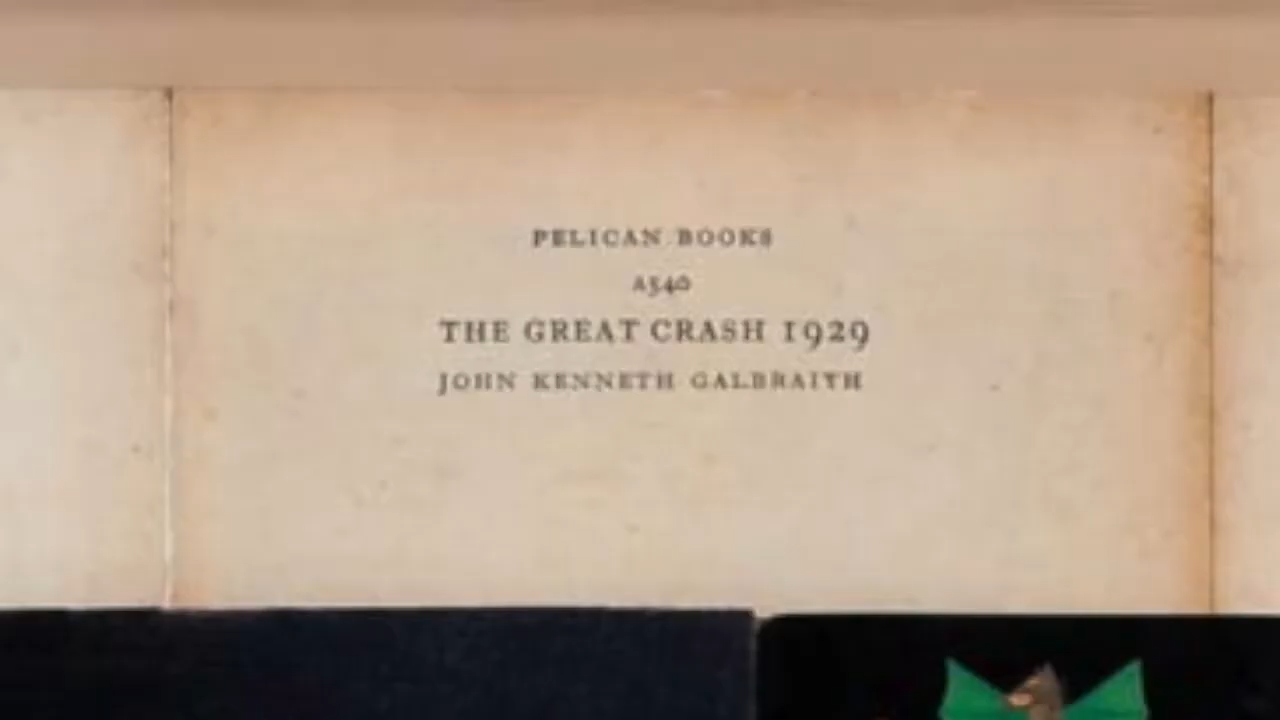 PELICAN BOOKS
A540
THE GREAT CRASH 1929
JOHN KENNETH GALBRAITH